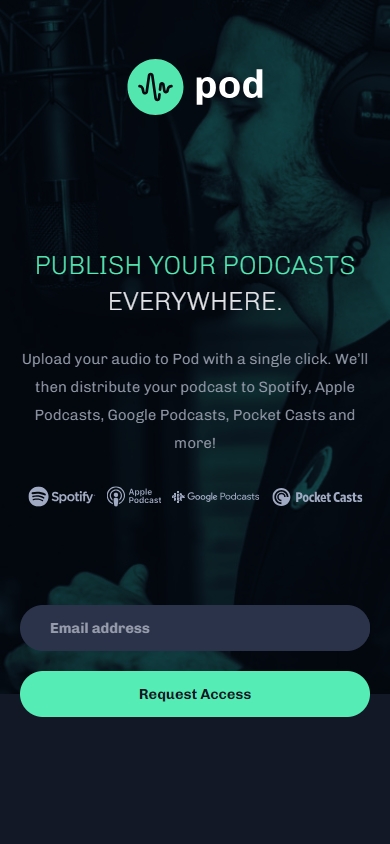 pod
PUBLISH YOUR PODCASTS
EVERYWHERE.
Upload your audio to Pod with a single click. We’ll
then distribute your podcast to Spotify, Apple
Podcasts, Google Podcasts, Pocket Casts and
more!
Spotify Apple Podcast Google Podcasts Pocket Casts
Email address
Request Access